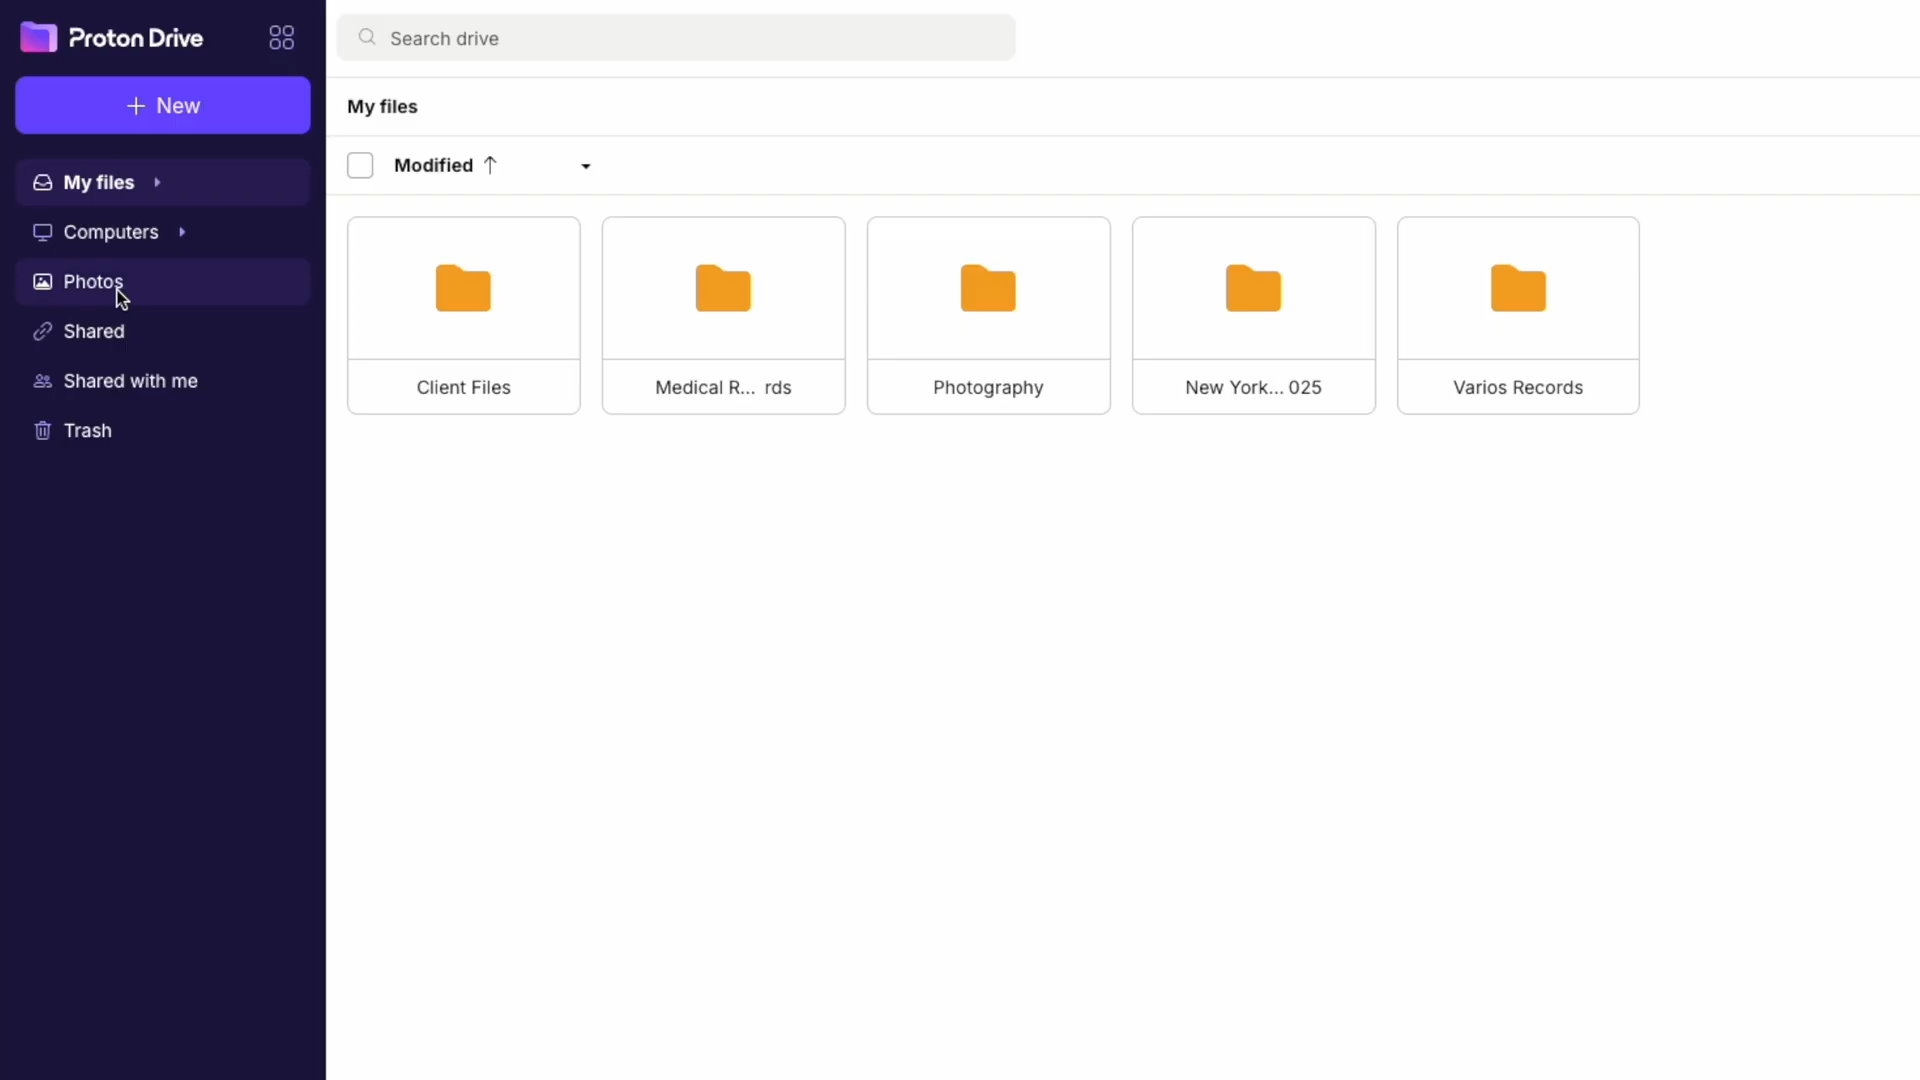 Proton Drive
Search drive
+ New
My files
Modified ↑
My files
Computers
Photos
Shared
Shared with me
Trash
Client Files
Medical R... rds
Photography
New York... 025
Varios Records